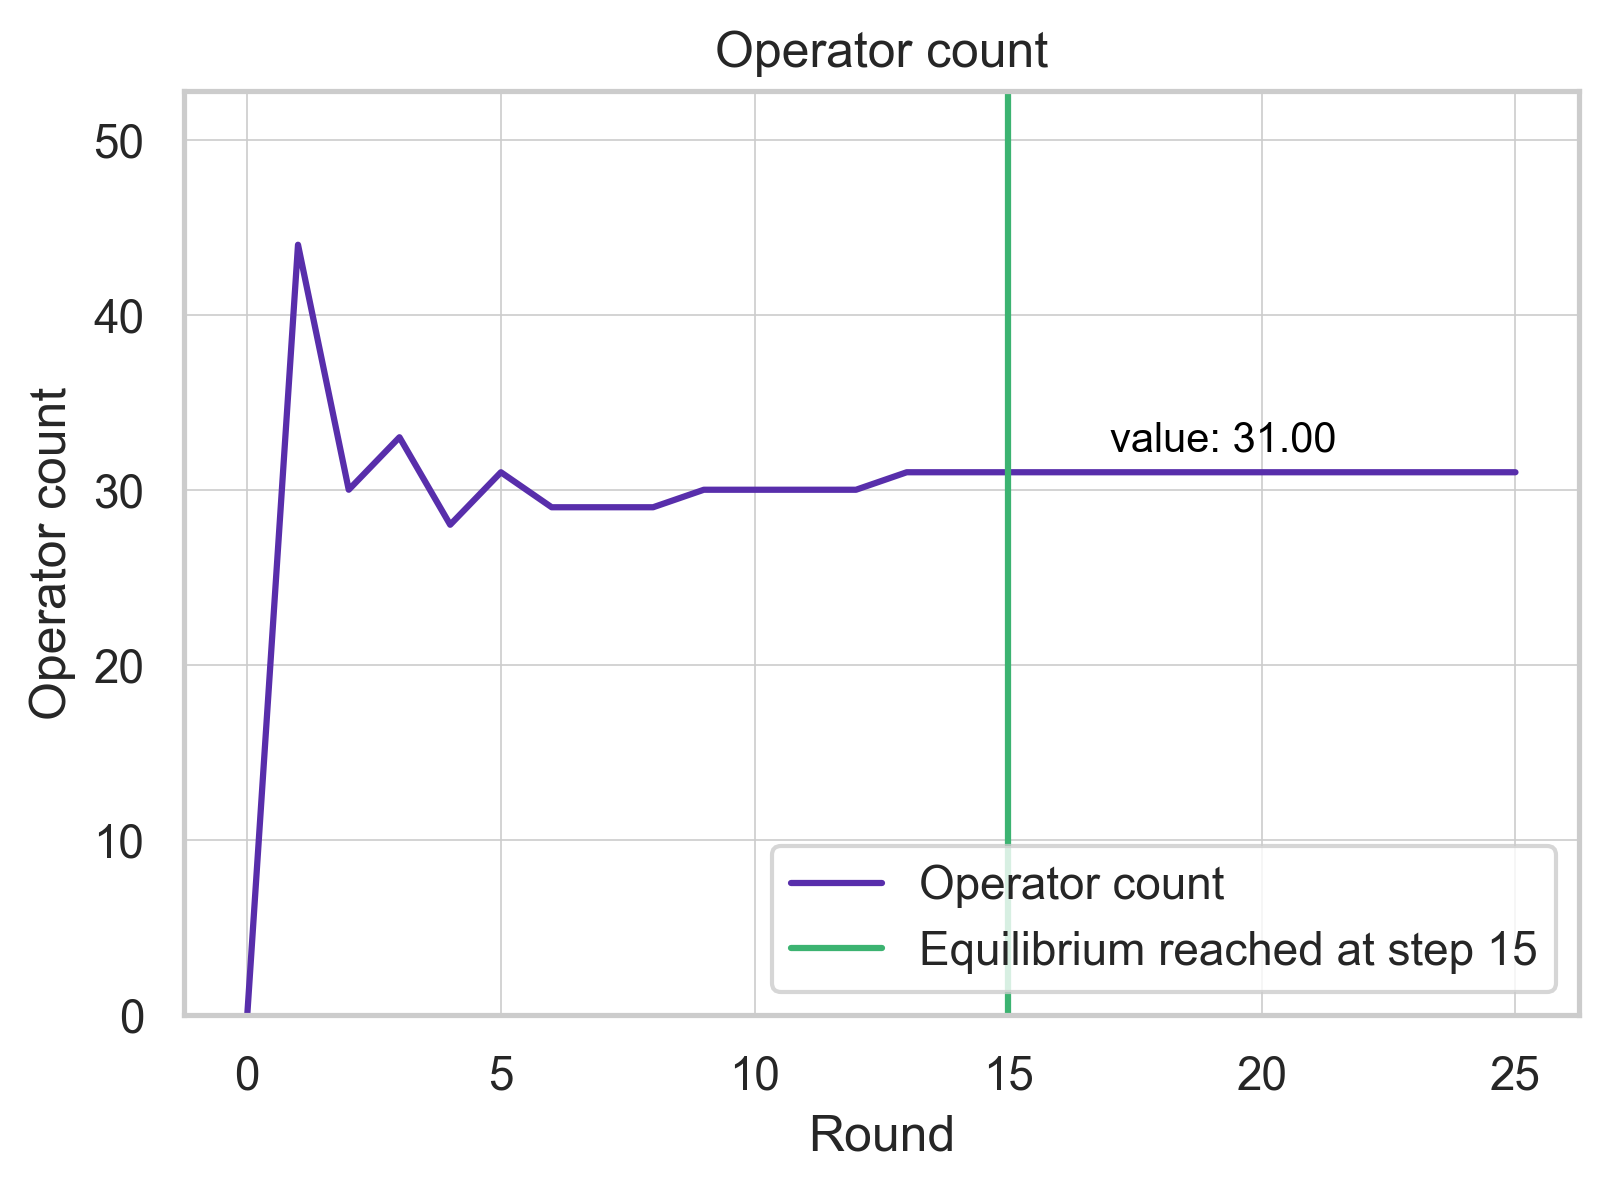 Operator count
50
40
30
20
10
0
Operator count
value: 31.00
Operator count
Equilibrium reached at step 15
0 5 10 15 20 25
Round